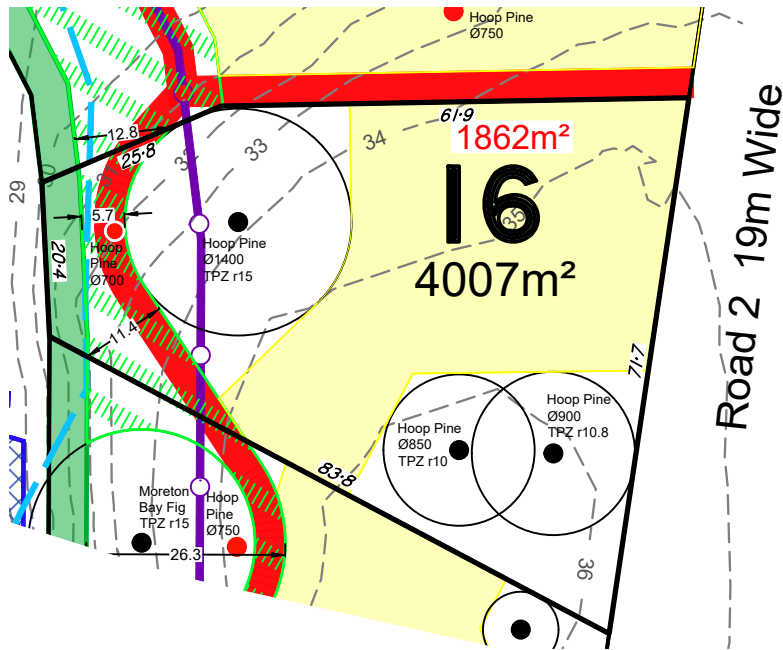 Hoop Pine
Ø750
12.8
25·8
61·9
1862m²
29
30
31
32
33
34
35
16
4007m²
5.7
Hoop
Pine
Ø700
Hoop Pine
Ø1400
TPZ r15
20·4
11.4
71·7
Road 2 19m Wide
Hoop Pine
Ø850
TPZ r10
Hoop Pine
Ø900
TPZ r10.8
83·8
Moreton
Bay Fig
TPZ r15
Hoop
Pine
Ø750
26.3
36